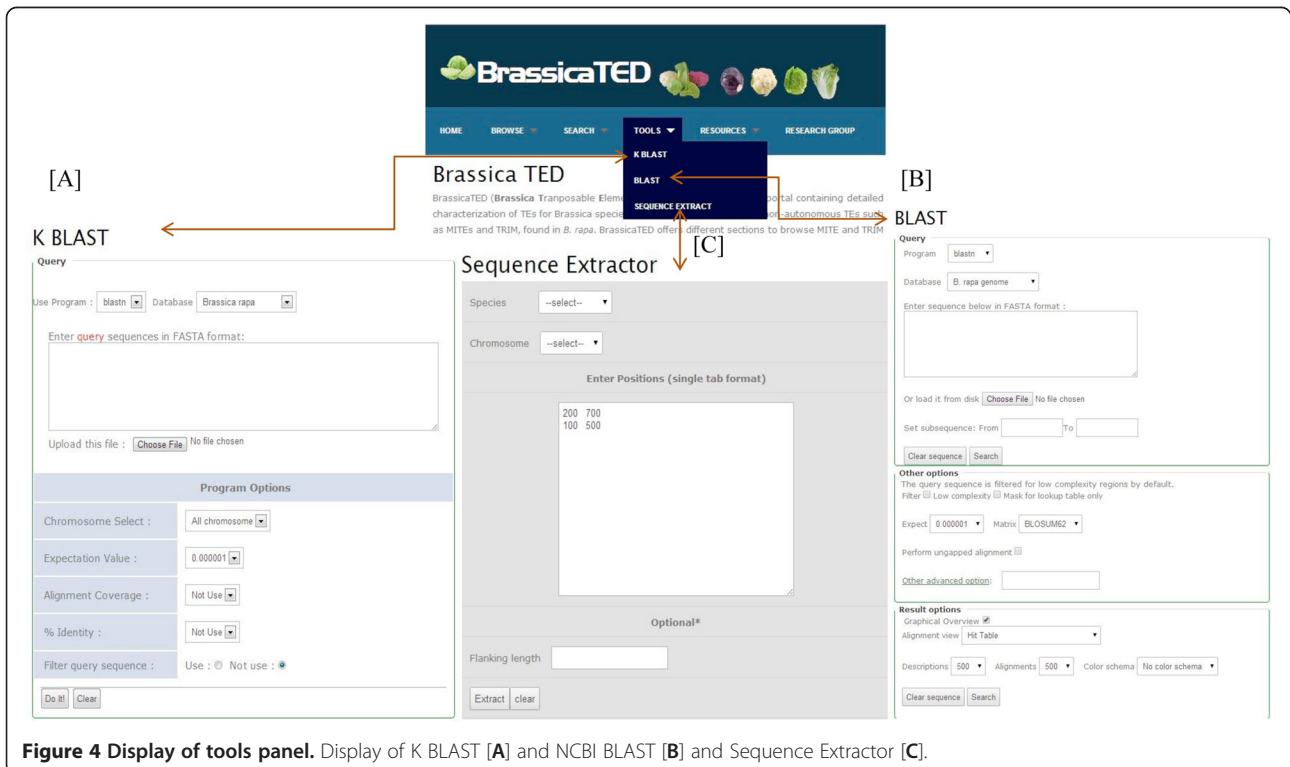 BrassicaTED
HOME BROWSE SEARCH TOOLS RESOURCES RESEARCH GROUP
K BLAST
BLAST
SEQUENCE EXTRACT
Brassica TED
BrassicaTED (Brassica Tranposable Eleme portal containing detailed
characterization of TEs for Brassica specie non-autonomous TEs such
as MITEs and TRIM, found in B. rapa. BrassicaTED offers different sections to browse MITE and TRIM
[A]
K BLAST
Query
Use Program : blastn Database Brassica rapa
Enter query sequences in FASTA format:
Upload this file : Choose File No file chosen
Program Options
Chromosome Select : All chromosome
Expectation Value : 0.000001
Alignment Coverage : Not Use
% Identity : Not Use
Filter query sequence : Use : Not use :
Do It! Clear
[C]
Sequence Extractor
Species --select--
Chromosome --select--
Enter Positions (single tab format)
200 700
100 500
Optional*
Flanking length
Extract clear
[B]
BLAST
Query
Program blastn
Database B. rapa genome
Enter sequence below in FASTA format :
Or load it from disk Choose File No file chosen
Set subsequence: From To
Clear sequence Search
Other options
The query sequence is filtered for low complexity regions by default.
Filter Low complexity Mask for lookup table only
Expect 0.000001 Matrix BLOSUM62
Perform ungapped alignment
Other advanced option:
Result options
Graphical Overview
Alignment view Hit Table
Descriptions 500 Alignments 500 Color schema No color schema
Clear sequence Search
Figure 4 Display of tools panel. Display of K BLAST [A] and NCBI BLAST [B] and Sequence Extractor [C].